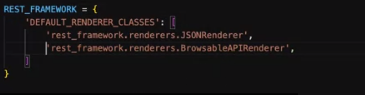 REST_FRAMEWORK = {
    'DEFAULT_RENDERER_CLASSES': [
        'rest_framework.renderers.JSONRenderer',
        'rest_framework.renderers.BrowsableAPIRenderer',
    ]
}